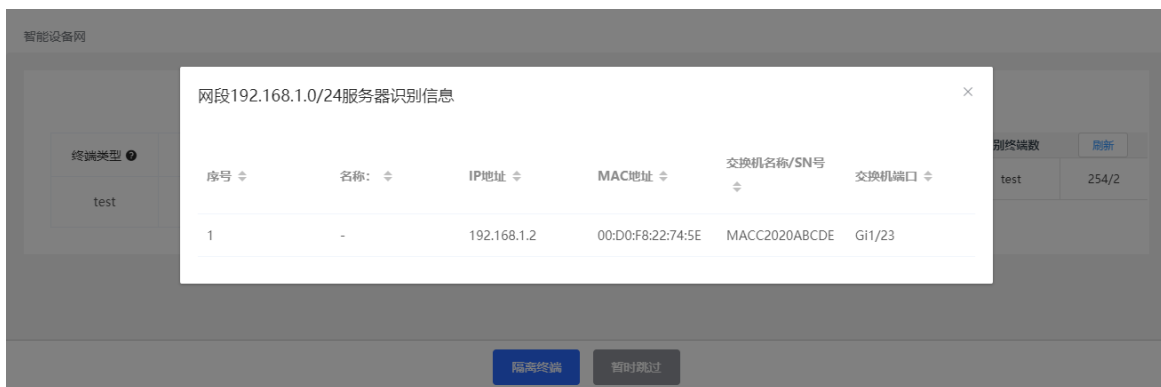 智能设备网
网段192.168.1.0/24服务器识别信息
终端类型
别终端数 刷新
序号 名称: IP地址 MAC地址 交换机名称/SN号 交换机端口
test
test 254/2
1 - 192.168.1.2 00:D0:F8:22:74:5E MACC2020ABCDE Gi1/23
隔离终端 暂时跳过